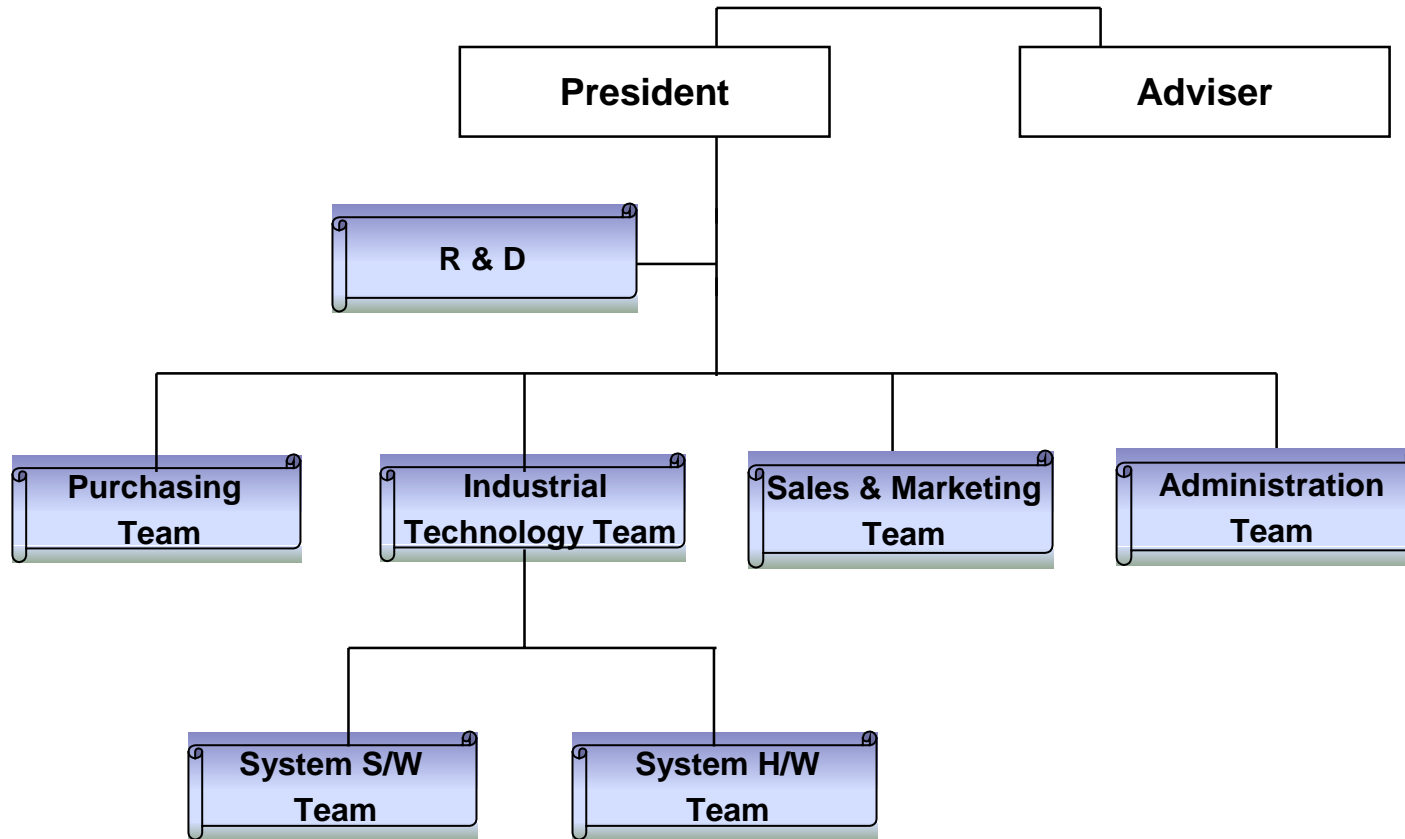 President
Adviser
R & D
Purchasing
Team
Industrial
Technology Team
Sales & Marketing
Team
Administration
Team
System S/W
Team
System H/W
Team